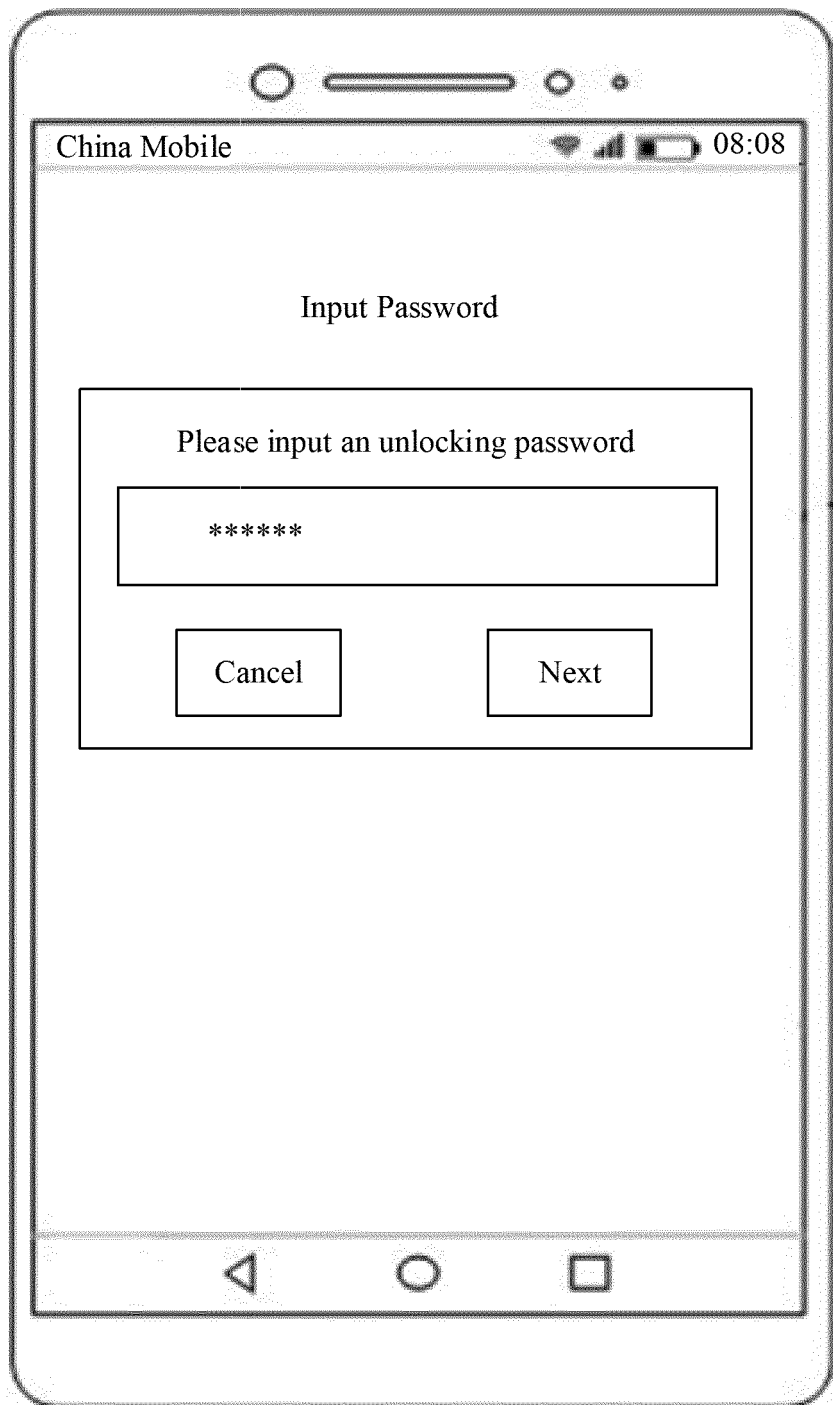 China Mobile 08:08
Input Password
Please input an unlocking password
******
Cancel Next